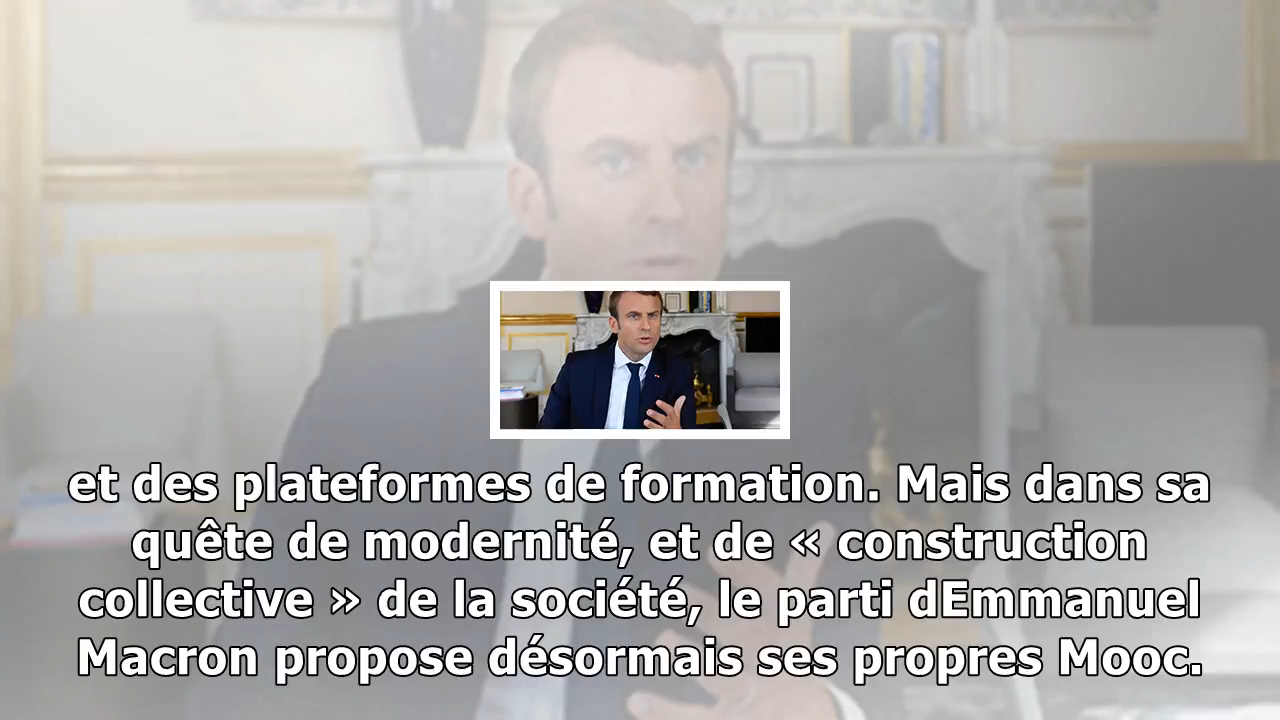 et des plateformes de formation. Mais dans sa
quête de modernité, et de « construction
collective » de la société, le parti dEmmanuel
Macron propose désormais ses propres Mooc.